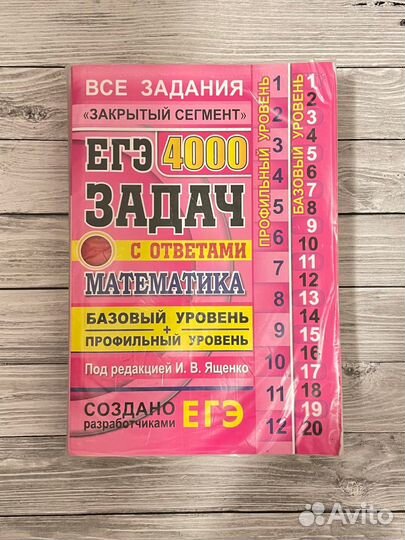 ВСЕ ЗАДАНИЯ
«ЗАКРЫТЫЙ СЕГМЕНТ»
ЕГЭ 4000
ЗАДАЧ
С ОТВЕТАМИ
МАТЕМАТИКА
БАЗОВЫЙ УРОВЕНЬ
+
ПРОФИЛЬНЫЙ УРОВЕНЬ
Под редакцией И. В. Ященко
СОЗДАНО
разработчиками ЕГЭ
ПРОФИЛЬНЫЙ УРОВЕНЬ
1
2
3
4
5
6
7
8
9
10
11
12
БАЗОВЫЙ УРОВЕНЬ
1
2
3
4
5
6
7
8
9
10
11
12
13
14
15
16
17
18
19
20
Avito